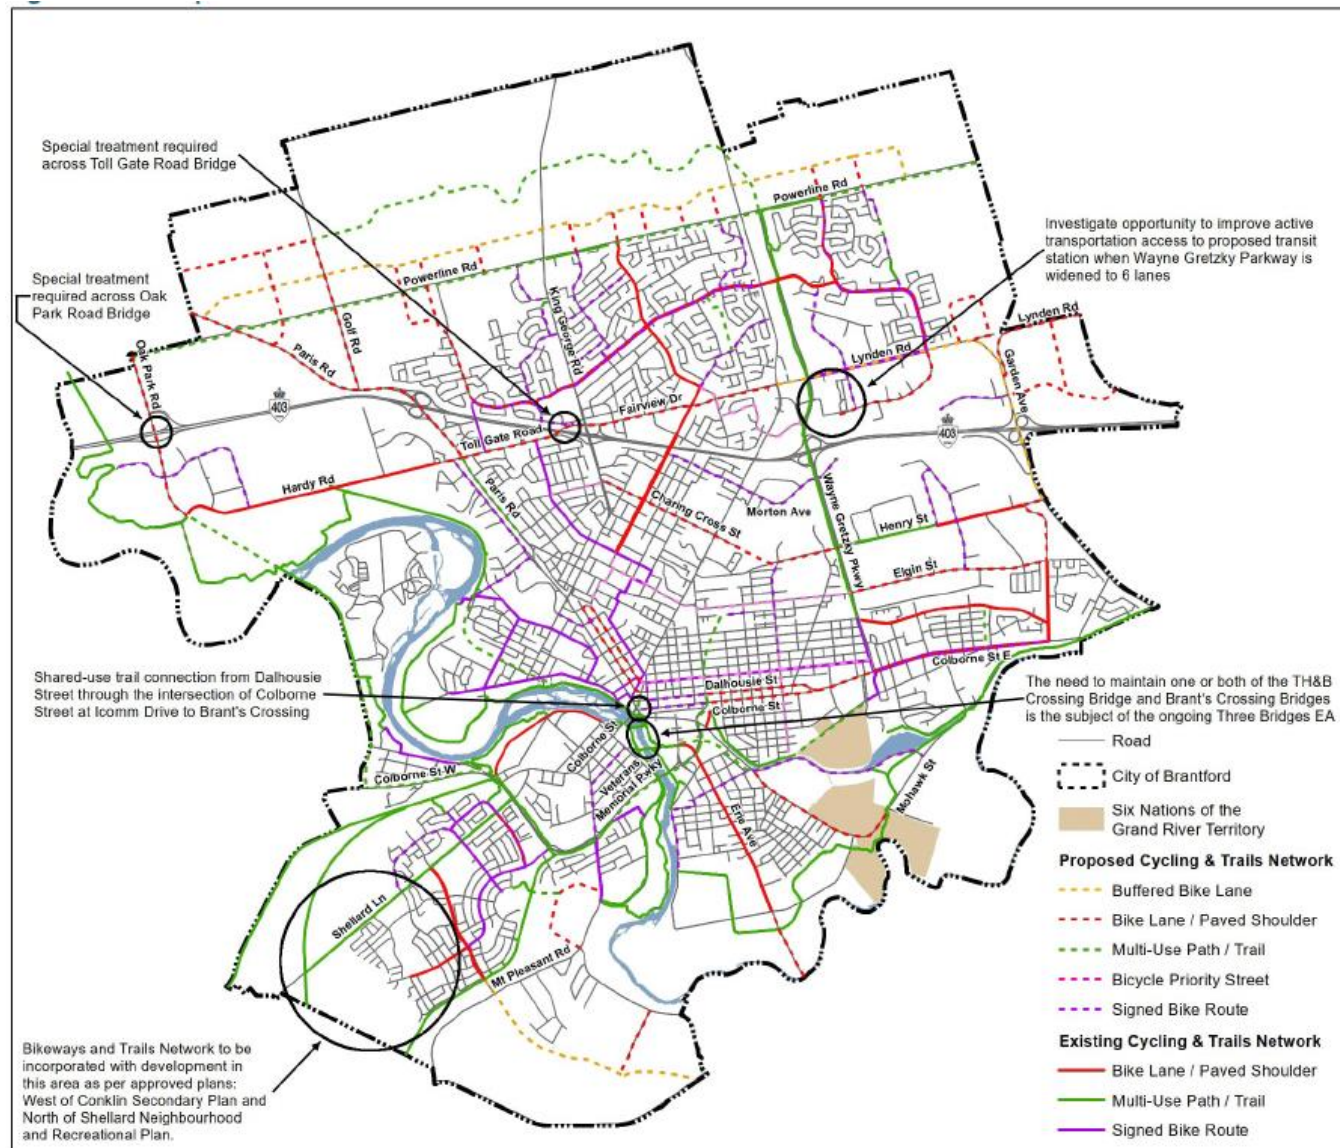 Special treatment required
across Toll Gate Road Bridge
Special treatment
required across Oak
Park Road Bridge
Investigate opportunity to improve active
transportation access to proposed transit
station when Wayne Gretzky Parkway is
widened to 6 lanes
Powerline Rd
Powerline Rd
Lynden Rd
Lynden Rd
Garden Ave
King George Rd
Golf Rd
Paris Rd
Oak Park Rd
403
Fairview Dr
Toll Gate Road
403
Hardy Rd
Paris Rd
Charing Cross St
Morton Ave
Wayne Gretzky Pkwy
Henry St
Elgin St
Colborne St E
Dalhousie St
Colborne St
Shared-use trail connection from Dalhousie
Street through the intersection of Colborne
Street at Icomm Drive to Brant's Crossing
The need to maintain one or both of the TH&B
Crossing Bridge and Brant's Crossing Bridges
is the subject of the ongoing Three Bridges EA
Colborne St
Colborne St W
Veterans
Memorial Pkwy
Erie Ave
Mohawk St
Shellard Ln
Mt Pleasant Rd
Road
City of Brantford
Six Nations of the
Grand River Territory
Proposed Cycling & Trails Network
Buffered Bike Lane
Bike Lane / Paved Shoulder
Multi-Use Path / Trail
Bicycle Priority Street
Signed Bike Route
Existing Cycling & Trails Network
Bike Lane / Paved Shoulder
Multi-Use Path / Trail
Signed Bike Route
Bikeways and Trails Network to be
incorporated with development in
this area as per approved plans:
West of Conklin Secondary Plan and
North of Shellard Neighbourhood
and Recreational Plan.